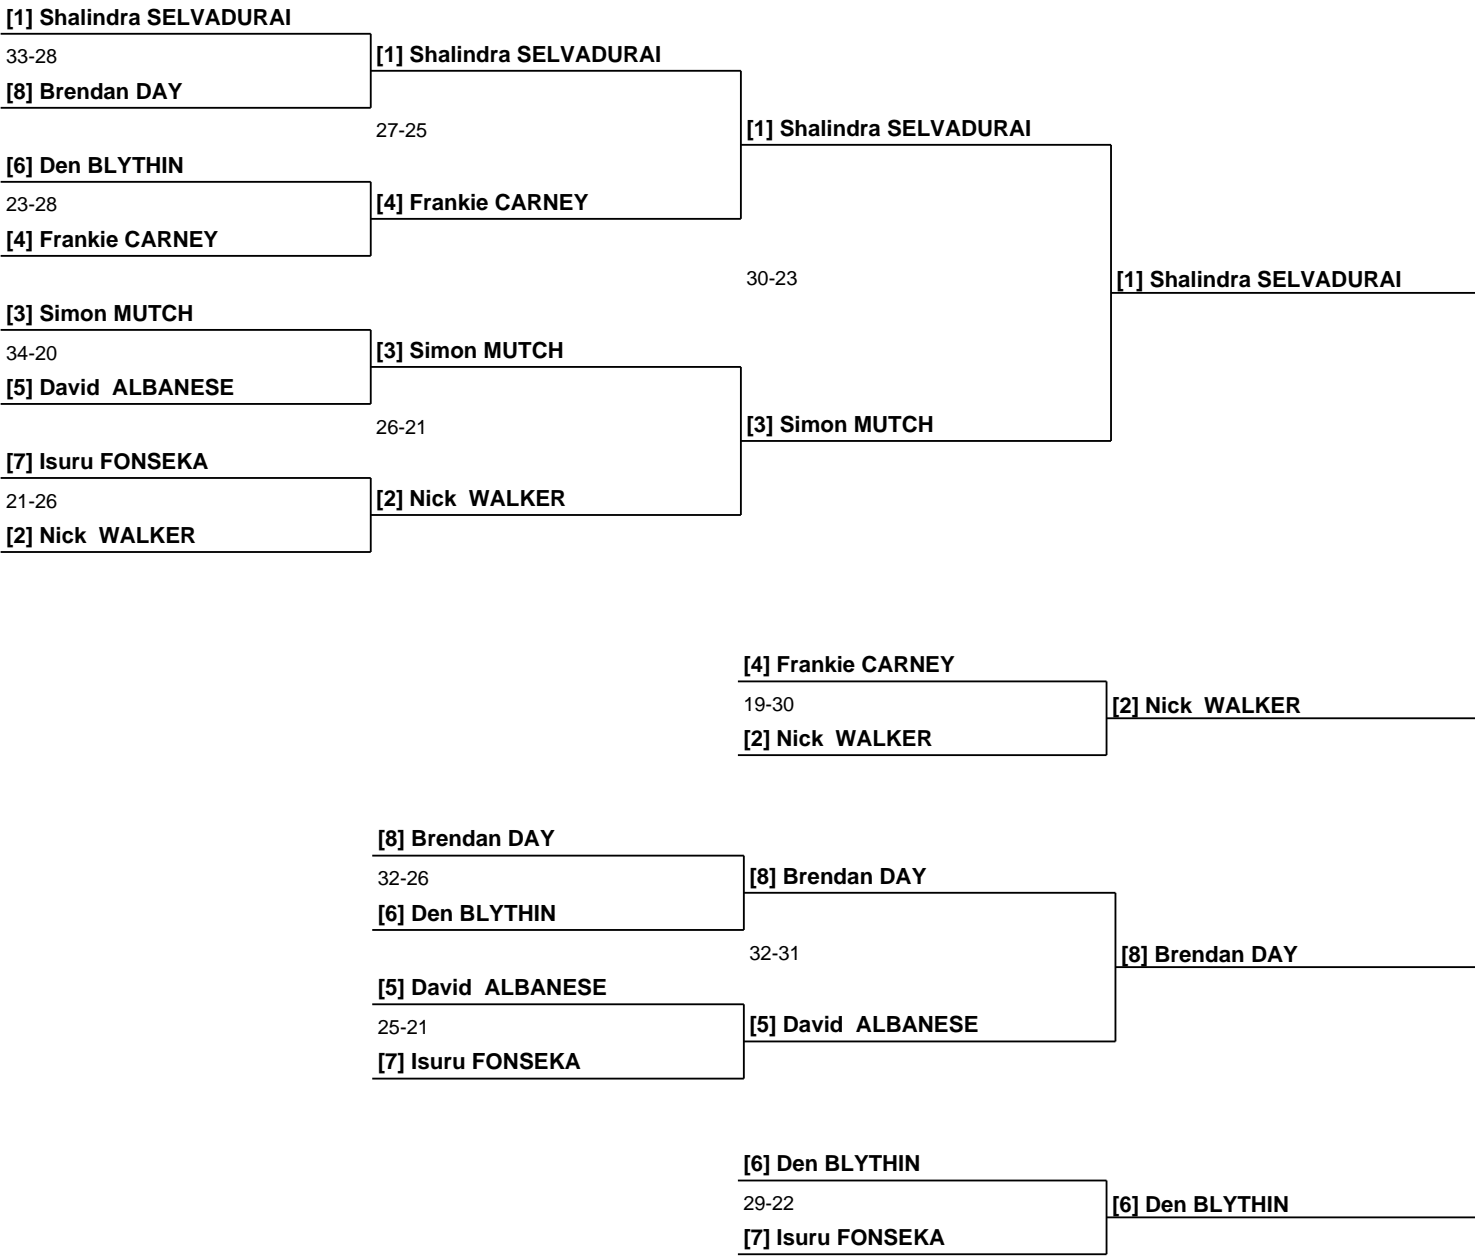 [1] Shalindra SELVADURAI
33-28
[1] Shalindra SELVADURAI
[8] Brendan DAY
27-25
[1] Shalindra SELVADURAI
[6] Den BLYTHIN
23-28
[4] Frankie CARNEY
[4] Frankie CARNEY
30-23
[1] Shalindra SELVADURAI
[3] Simon MUTCH
34-20
[3] Simon MUTCH
[5] David  ALBANESE
26-21
[3] Simon MUTCH
[7] Isuru FONSEKA
21-26
[2] Nick  WALKER
[2] Nick  WALKER
[4] Frankie CARNEY
19-30
[2] Nick  WALKER
[2] Nick  WALKER
[8] Brendan DAY
32-26
[8] Brendan DAY
[6] Den BLYTHIN
32-31
[8] Brendan DAY
[5] David  ALBANESE
25-21
[5] David  ALBANESE
[7] Isuru FONSEKA
[6] Den BLYTHIN
29-22
[6] Den BLYTHIN
[7] Isuru FONSEKA